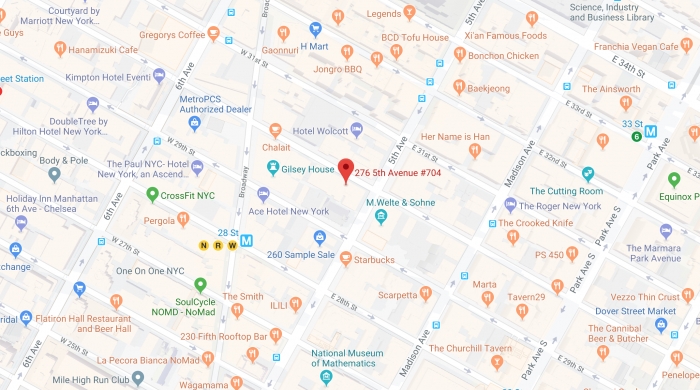 Courtyard by
Marriott New York...
Guys
Legends
5th Ave
Science, Industry
and Business Library
Gregorys Coffee
Broad
Hanamizuki Cafe
Gaonnuri
H Mart
BCD Tofu House
Xi'an Famous Foods
Franchia Vegan Cafe
W 31st St
Jongro BBQ
Bonchon Chicken
E 34th St
eet Station
Kimpton Hotel Eventi
6th Ave
MetroPCS
Authorized Dealer
Baekjeong
The Ainsworth
E 33rd St
DoubleTree by
Hilton Hotel New York...
Hotel Wolcott
Her Name is Han
33 St
6
M
ckboxing
W 29th St
Chalait
5th Ave
E 31st St
E 32nd St
Park Ave
Body & Pole
The Paul NYC- Hotel
New York, an Ascend...
Gilsey House
276 5th Avenue #704
Madison Ave
Equinox P
The Cutting Room
CrossFit NYC
Broadway
Holiday Inn Manhattan
6th Ave - Chelsea
Ace Hotel New York
M.Welte & Sohne
The Roger New York
Pergola
The Crooked Knife
Park Ave S
28 St
N R W M
W 27th St
260 Sample Sale
Starbucks
PS 450
The Marmara
Park Avenue
change
One On One NYC
Marta
SoulCycle
NOMD - NoMad
The Smith
ILILI
E 28th St
Scarpetta
Tavern29
Vezzo Thin Crust
Dover Street Market
ridal
Flatiron Hall Restaurant
and Beer Hall
230 Fifth Rooftop Bar
Madison Ave
The Cannibal
Beer & Butcher
6th Ave
W 25th St
La Pecora Bianca NoMad
National Museum
of Mathematics
The Churchill Tavern
Park Ave S
E 29th St
Penelope
Mile High Run Club
Wagamama